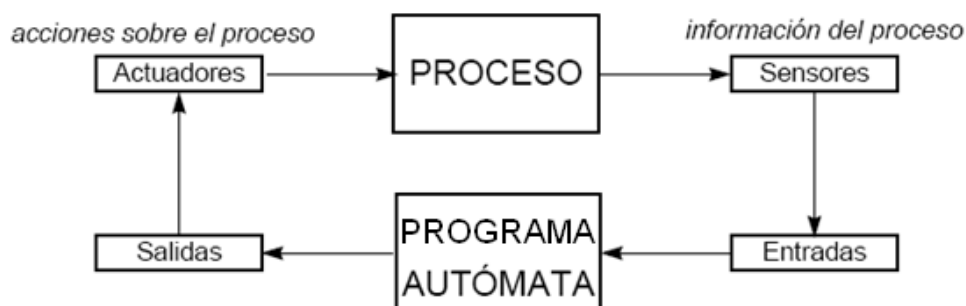 acciones sobre el proceso
información del proceso
Actuadores
PROCESO
Sensores
Salidas
PROGRAMA
AUTÓMATA
Entradas